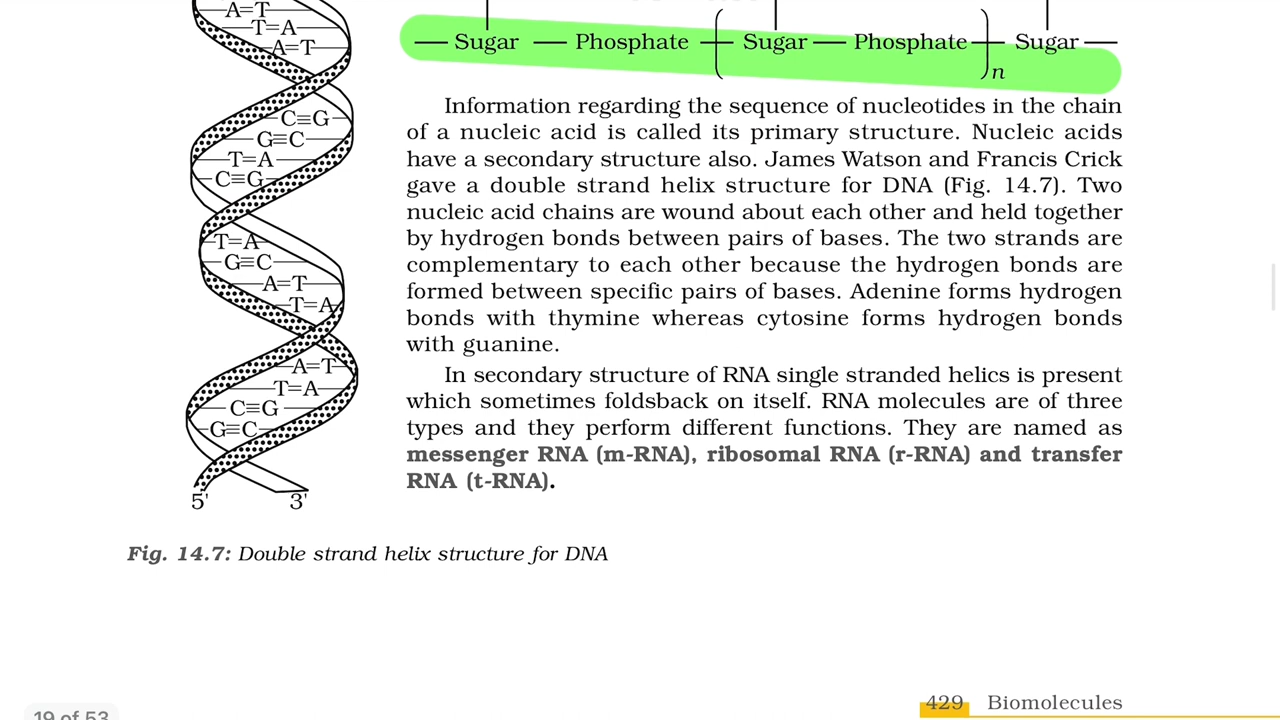 A=T
T=A
A=T
C≡G
G≡C
T=A
C≡G
T=A
G≡C
A=T
T=A
A=T
T=A
C≡G
G≡C
5' 3'
Fig. 14.7: Double strand helix structure for DNA
— Sugar — Phosphate —( Sugar — Phosphate —)n Sugar —
Information regarding the sequence of nucleotides in the chain
of a nucleic acid is called its primary structure. Nucleic acids
have a secondary structure also. James Watson and Francis Crick
gave a double strand helix structure for DNA (Fig. 14.7). Two
nucleic acid chains are wound about each other and held together
by hydrogen bonds between pairs of bases. The two strands are
complementary to each other because the hydrogen bonds are
formed between specific pairs of bases. Adenine forms hydrogen
bonds with thymine whereas cytosine forms hydrogen bonds
with guanine.
In secondary structure of RNA single stranded helics is present
which sometimes foldsback on itself. RNA molecules are of three
types and they perform different functions. They are named as
messenger RNA (m-RNA), ribosomal RNA (r-RNA) and transfer
RNA (t-RNA).
429 Biomolecules
19 of 53